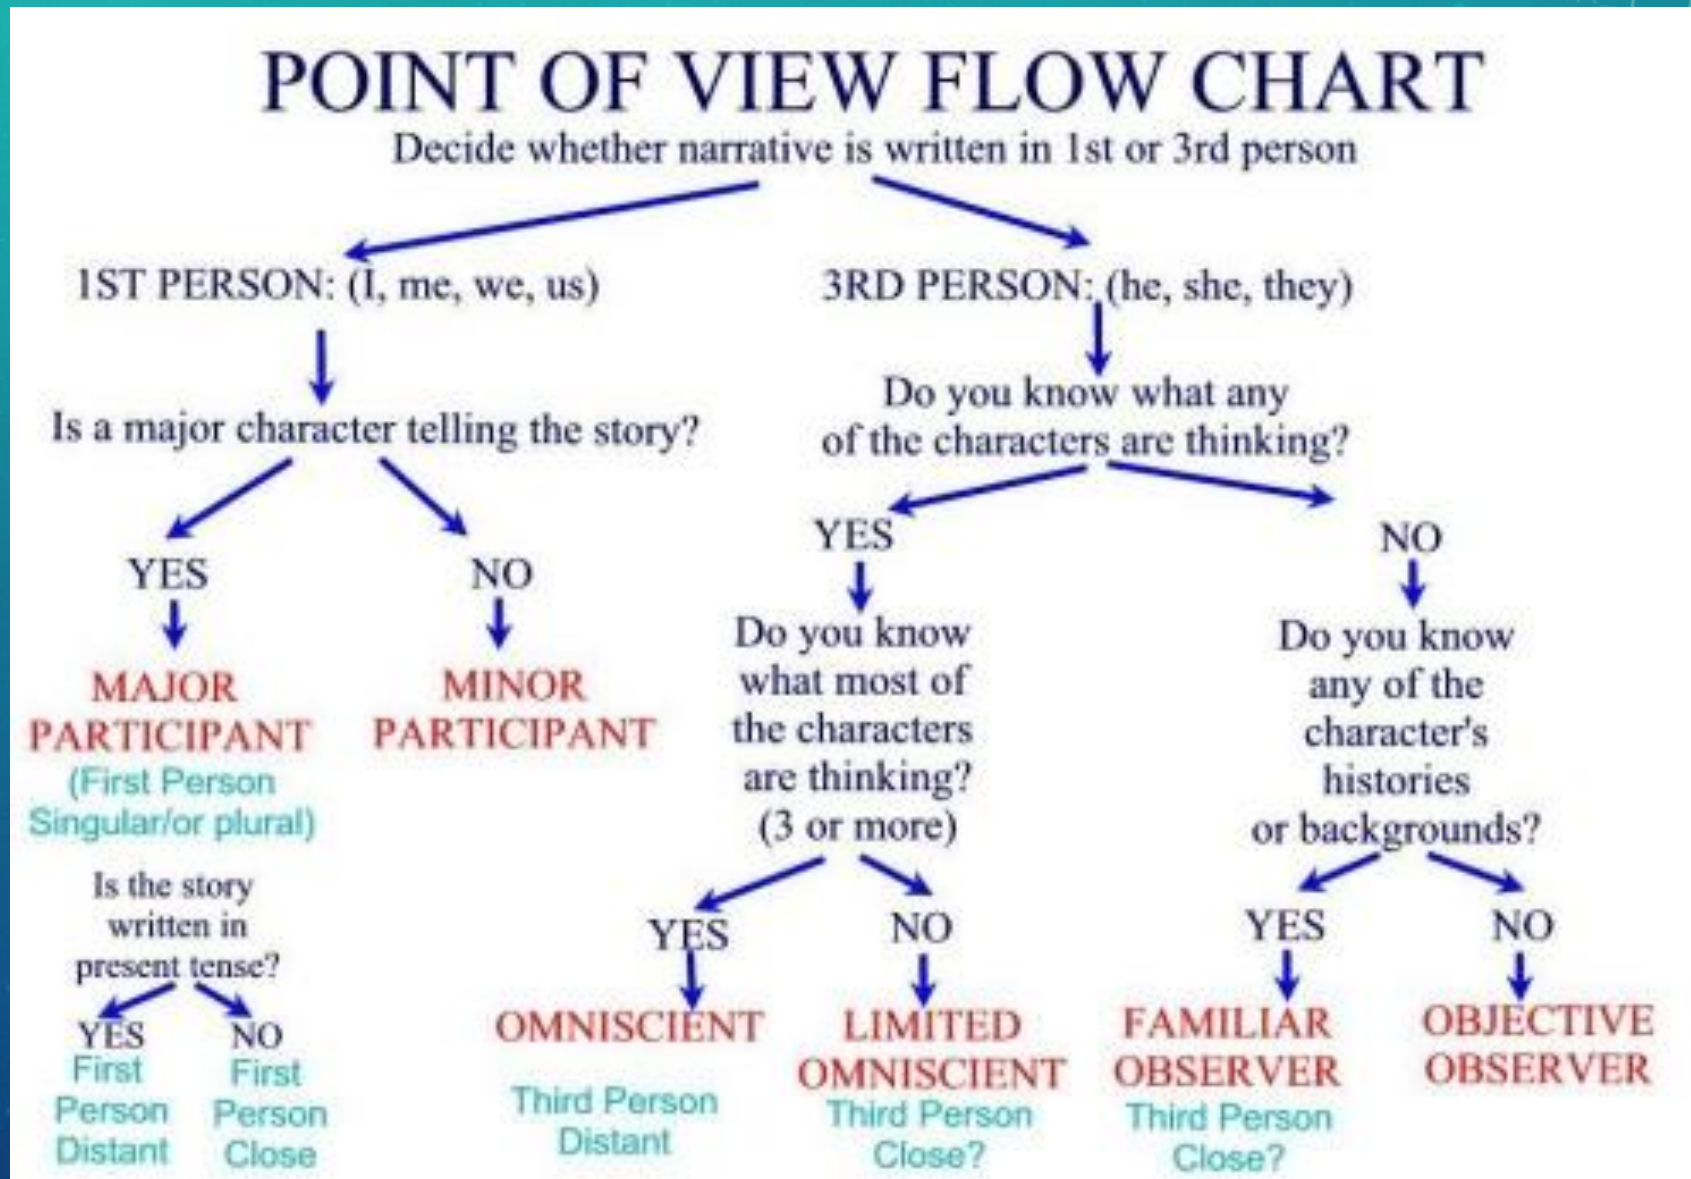 POINT OF VIEW FLOW CHART
Decide whether narrative is written in 1st or 3rd person
1ST PERSON: (I, me, we, us)
Is a major character telling the story?
YES
MAJOR
PARTICIPANT
(First Person
Singular/or plural)
Is the story
written in
present tense?
YES
First
Person
Distant
NO
First
Person
Close
NO
MINOR
PARTICIPANT
3RD PERSON: (he, she, they)
Do you know what any
of the characters are thinking?
YES
Do you know
what most of
the characters
are thinking?
(3 or more)
YES
OMNISCIENT
Third Person
Distant
NO
LIMITED
OMNISCIENT
Third Person
Close?
NO
Do you know
any of the
character's
histories
or backgrounds?
YES
FAMILIAR
OBSERVER
Third Person
Close?
NO
OBJECTIVE
OBSERVER